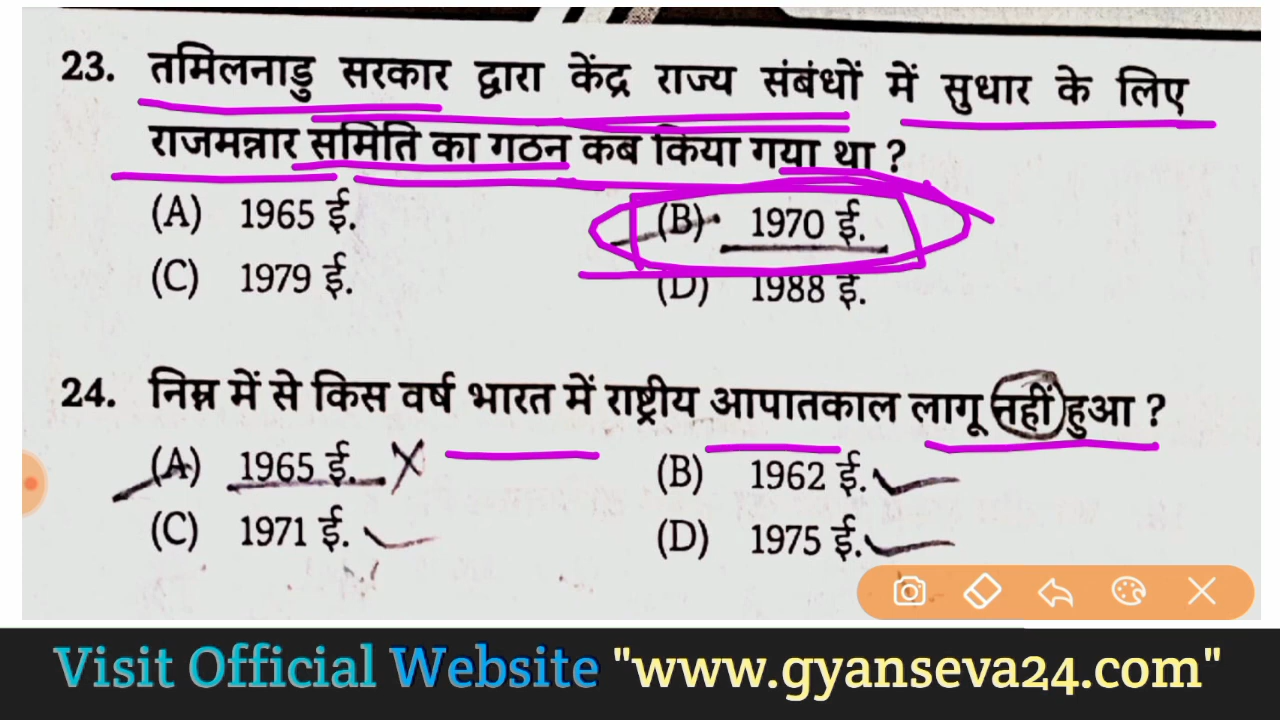 23. तमिलनाडु सरकार द्वारा केंद्र राज्य संबंधों में सुधार के लिए
राजमन्नार समिति का गठन कब किया गया था ?
(A) 1965 ई. (B) 1970 ई.
(C) 1979 ई. (D) 1988 ई.
24. निम्न में से किस वर्ष भारत में राष्ट्रीय आपातकाल लागू नहीं हुआ ?
(A) 1965 ई. (B) 1962 ई.
(C) 1971 ई. (D) 1975 ई.
Visit Official Website "www.gyanseva24.com"